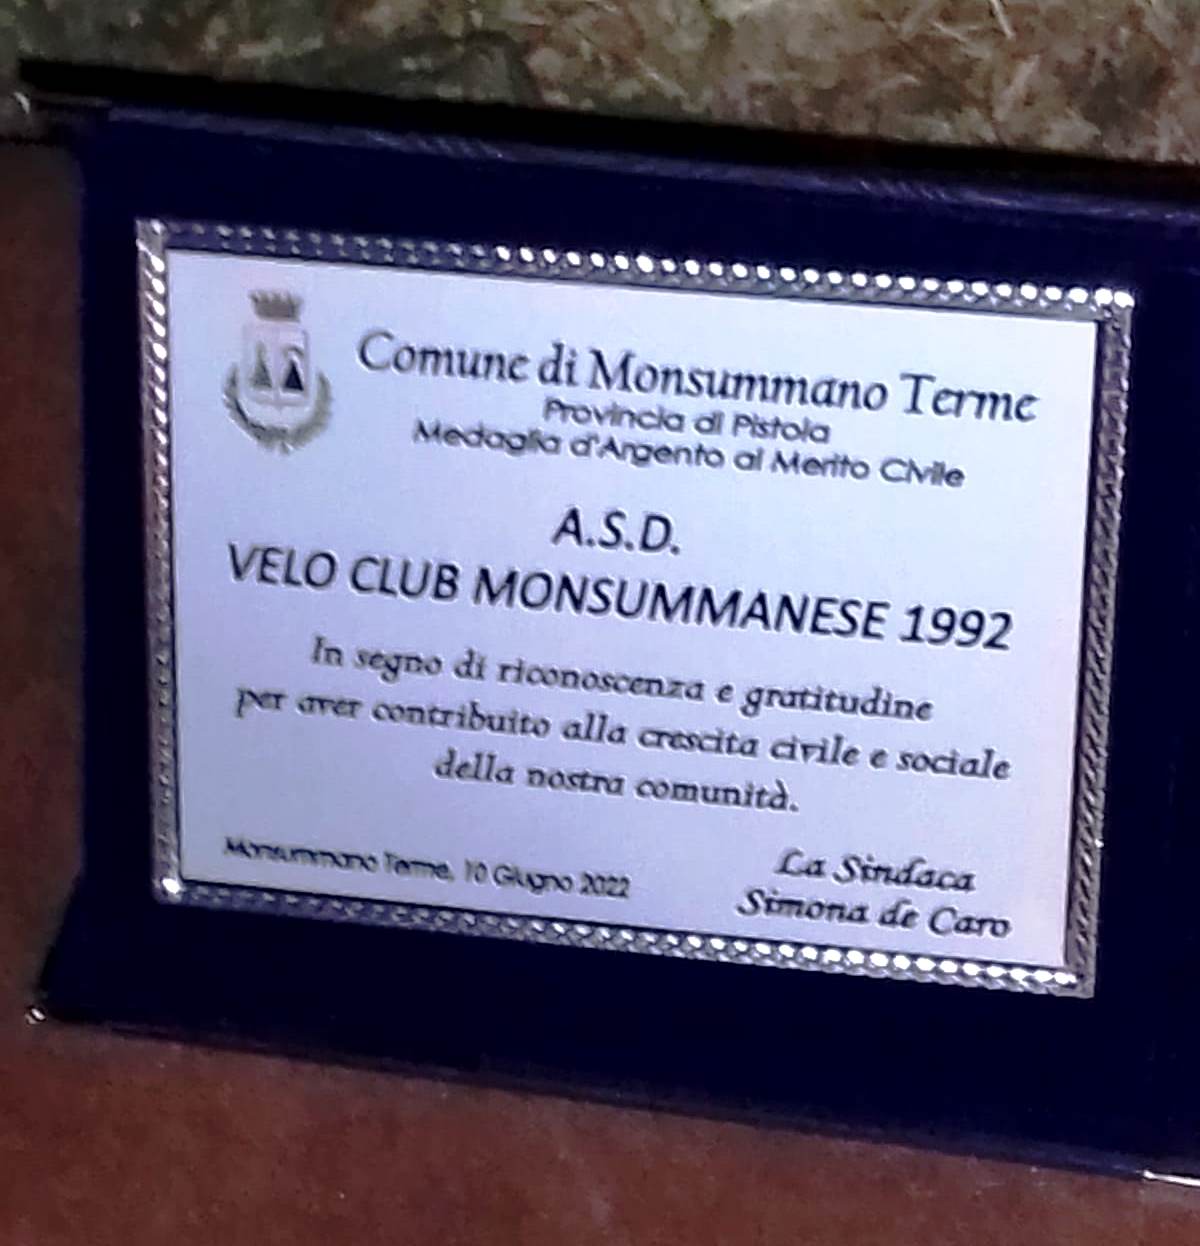 Comune di Monsummano Terme
Provincia di Pistoia
Medaglia d'Argento al Merito Civile
A.S.D.
VELO CLUB MONSUMMANESE 1992
In segno di riconoscenza e gratitudine
per aver contribuito alla crescita civile e sociale
della nostra comunità.
Monsummano Terme, 10 Giugno 2022
La Sindaca
Simona de Caro